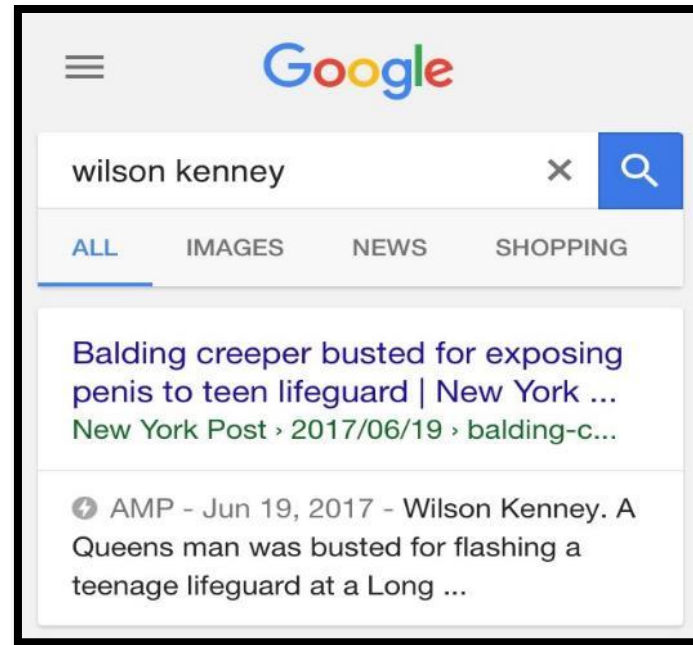 Google
wilson kenney ×
ALL IMAGES NEWS SHOPPING
Balding creeper busted for exposing
penis to teen lifeguard | New York ...
New York Post › 2017/06/19 › balding-c...
AMP - Jun 19, 2017 - Wilson Kenney. A
Queens man was busted for flashing a
teenage lifeguard at a Long ...